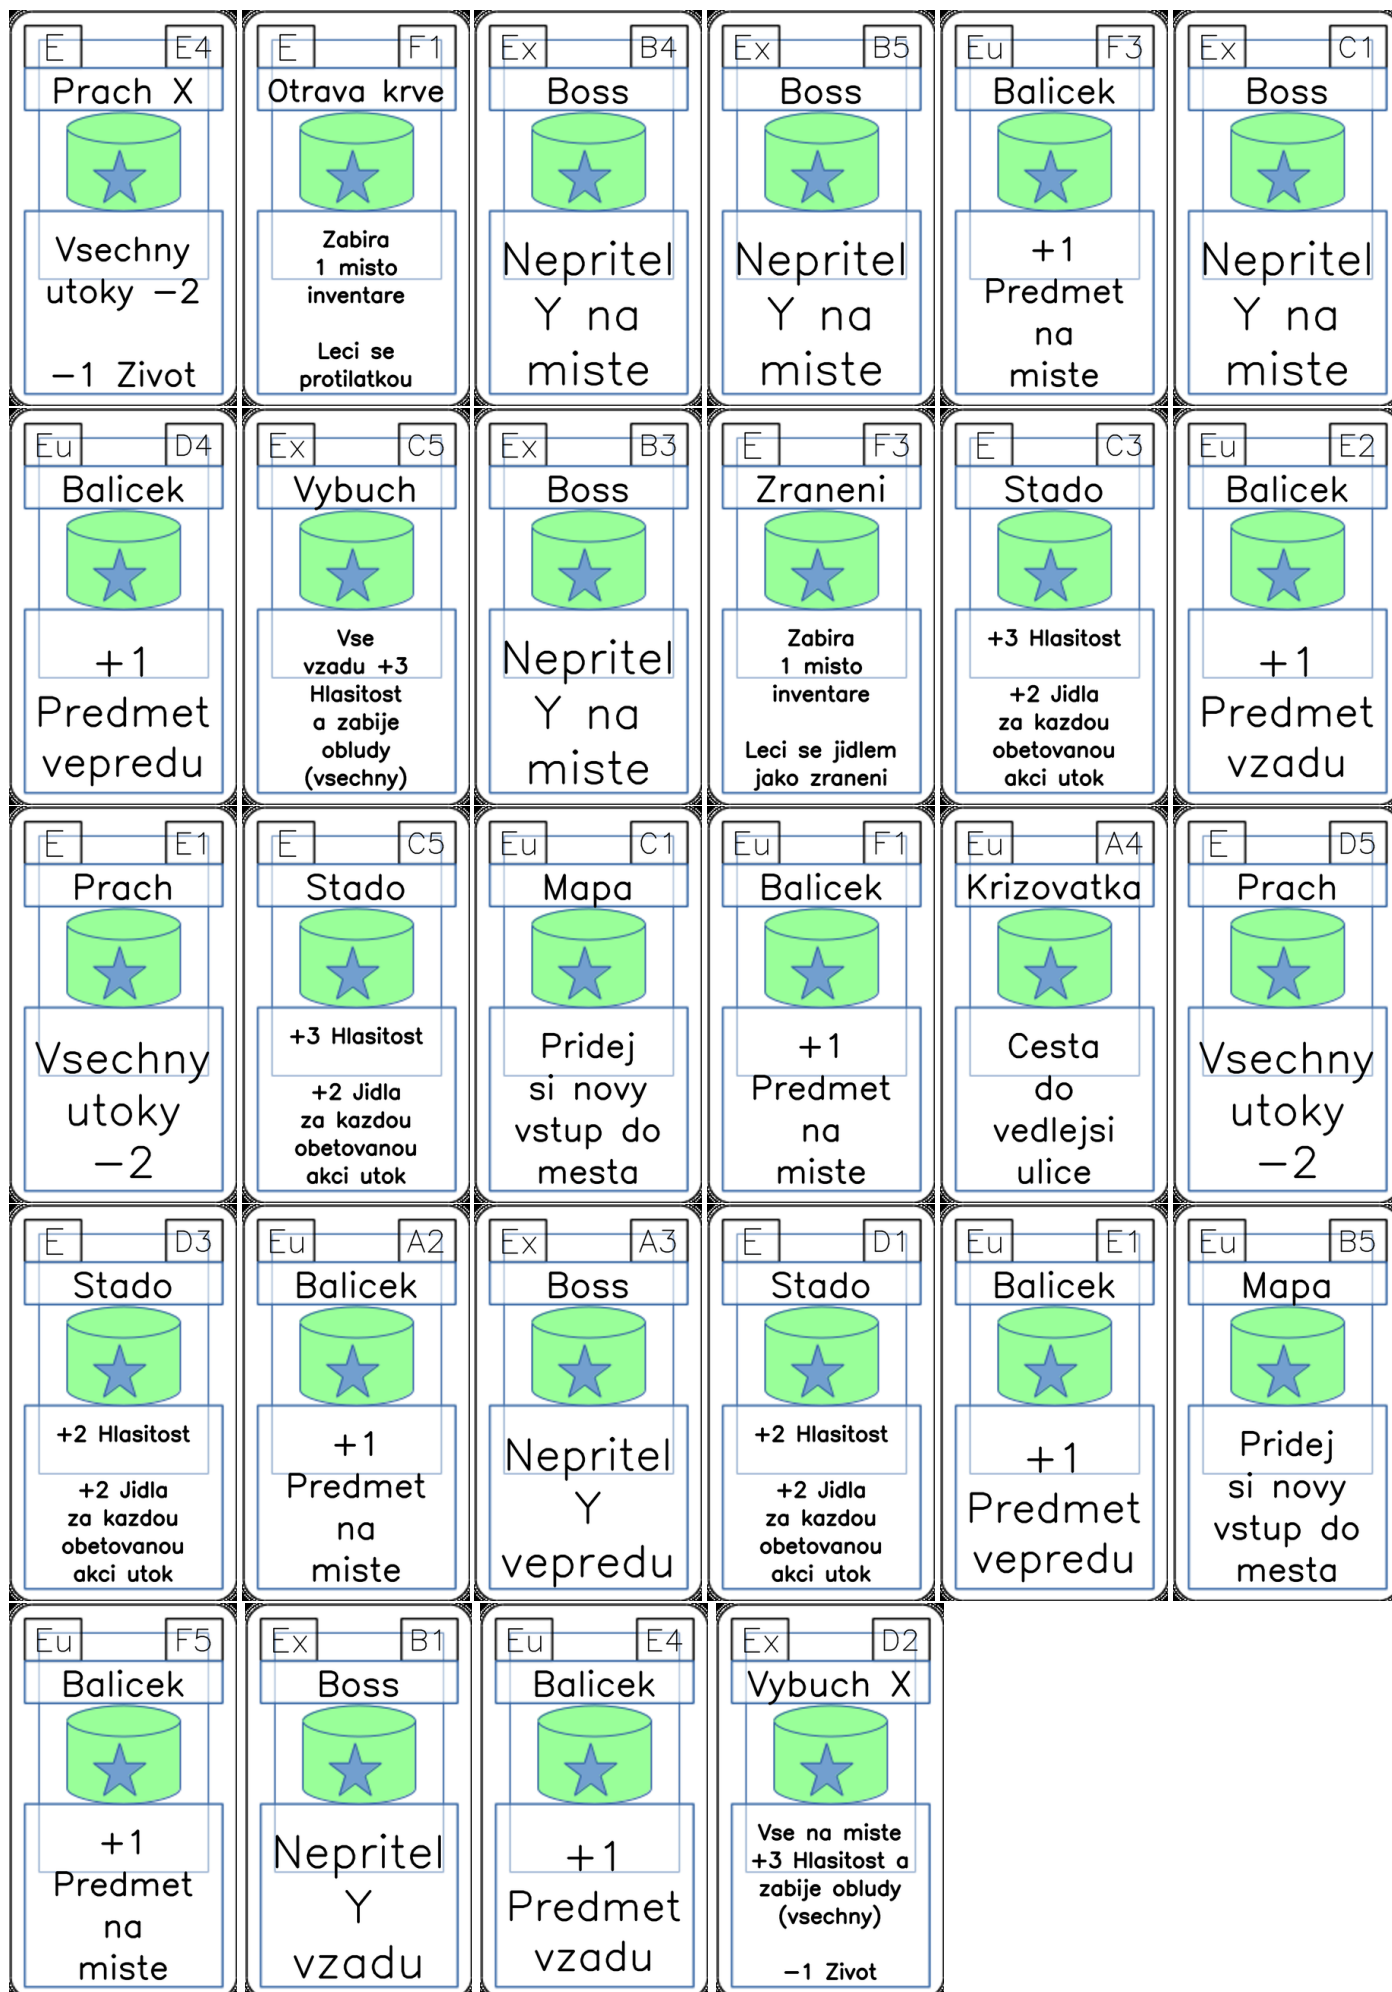 E E4
Prach X
Vsechny
utoky -2
-1 Zivot
E F1
Otrava krve
Zabira
1 misto
inventare
Leci se
protilatkou
Ex B4
Boss
Nepritel
Y na
miste
Ex B5
Boss
Nepritel
Y na
miste
Eu F3
Balicek
+1
Predmet
na
miste
Ex C1
Boss
Nepritel
Y na
miste
Eu D4
Balicek
+1
Predmet
vepredu
Ex C5
Vybuch
Vse
vzadu +3
Hlasitost
a zabije
obludy
(vsechny)
Ex B3
Boss
Nepritel
Y na
miste
E F3
Zraneni
Zabira
1 misto
inventare
Leci se jidlem
jako zraneni
E C3
Stado
+3 Hlasitost
+2 Jidla
za kazdou
obetovanou
akci utok
Eu E2
Balicek
+1
Predmet
vzadu
E E1
Prach
Vsechny
utoky
-2
E C5
Stado
+3 Hlasitost
+2 Jidla
za kazdou
obetovanou
akci utok
Eu C1
Mapa
Pridej
si novy
vstup do
mesta
Eu F1
Balicek
+1
Predmet
na
miste
Eu A4
Krizovatka
Cesta
do
vedlejsi
ulice
E D5
Prach
Vsechny
utoky
-2
E D3
Stado
+2 Hlasitost
+2 Jidla
za kazdou
obetovanou
akci utok
Eu A2
Balicek
+1
Predmet
na
miste
Ex A3
Boss
Nepritel
Y
vepredu
E D1
Stado
+2 Hlasitost
+2 Jidla
za kazdou
obetovanou
akci utok
Eu E1
Balicek
+1
Predmet
vepredu
Eu B5
Mapa
Pridej
si novy
vstup do
mesta
Eu F5
Balicek
+1
Predmet
na
miste
Ex B1
Boss
Nepritel
Y
vzadu
Eu E4
Balicek
+1
Predmet
vzadu
Ex D2
Vybuch X
Vse na miste
+3 Hlasitost a
zabije obludy
(vsechny)
-1 Zivot